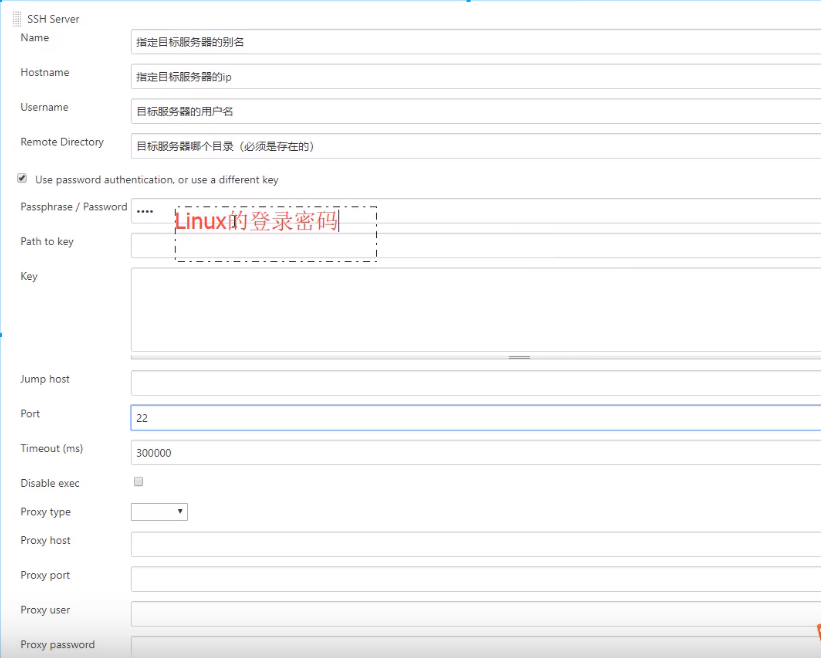 SSH Server
Name
指定目标服务器的别名
Hostname
指定目标服务器的ip
Username
目标服务器的用户名
Remote Directory
目标服务器哪个目录（必须是存在的）
Use password authentication, or use a different key
Passphrase / Password
••••
Linux的登录密码
Path to key
Key
Jump host
Port
22
Timeout (ms)
300000
Disable exec
Proxy type
Proxy host
Proxy port
Proxy user
Proxy password